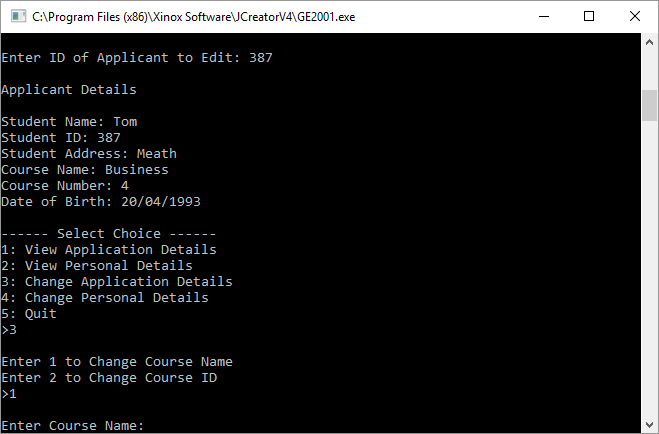 C:\Program Files (x86)\Xinox Software\JCreatorV4\GE2001.exe
Enter ID of Applicant to Edit: 387
Applicant Details
Student Name: Tom
Student ID: 387
Student Address: Meath
Course Name: Business
Course Number: 4
Date of Birth: 20/04/1993
------ Select Choice ------
1: View Application Details
2: View Personal Details
3: Change Application Details
4: Change Personal Details
5: Quit
>3
Enter 1 to Change Course Name
Enter 2 to Change Course ID
>1
Enter Course Name: